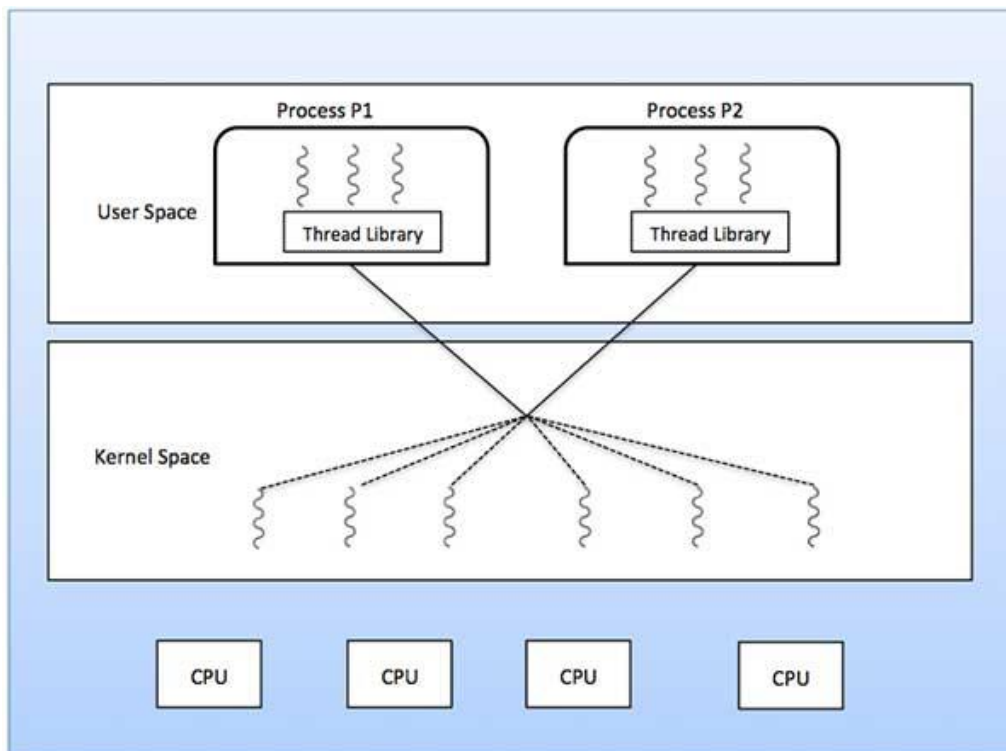 Process P1
Process P2
User Space
Thread Library
Thread Library
Kernel Space
CPU
CPU
CPU
CPU